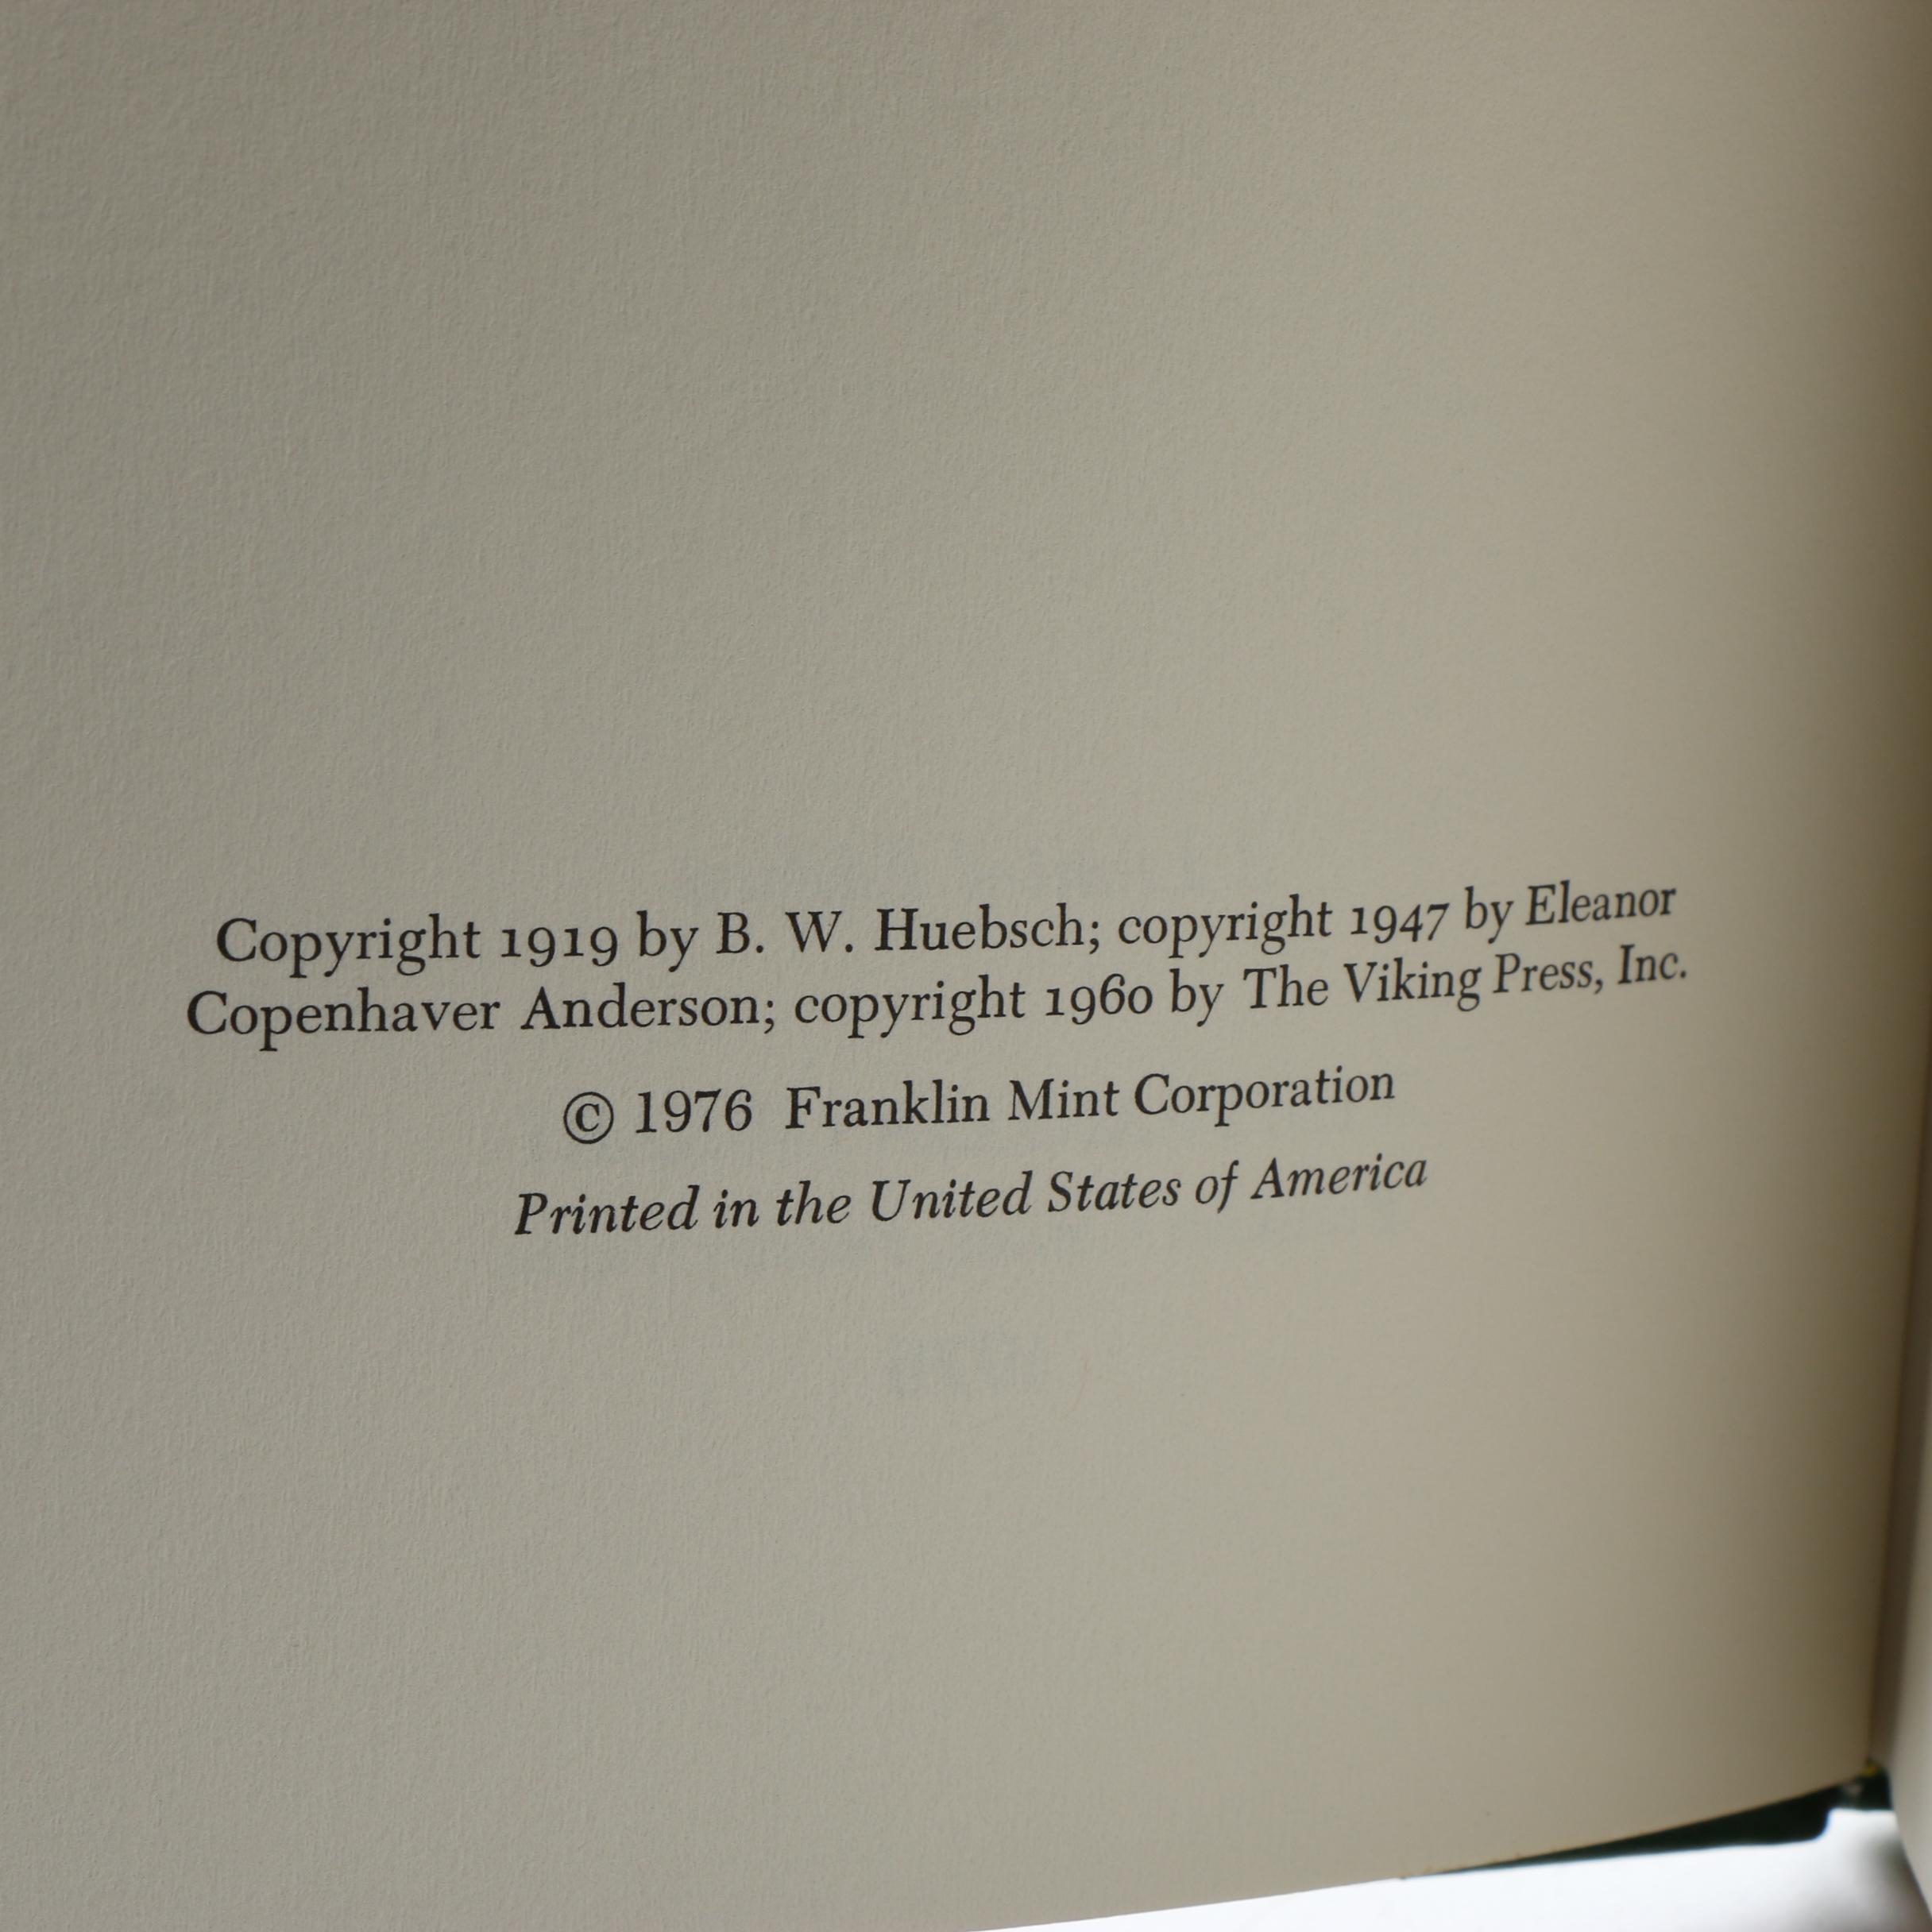 Copyright 1919 by B. W. Huebsch; copyright 1947 by Eleanor
Copenhaver Anderson; copyright 1960 by The Viking Press, Inc.
© 1976 Franklin Mint Corporation
Printed in the United States of America